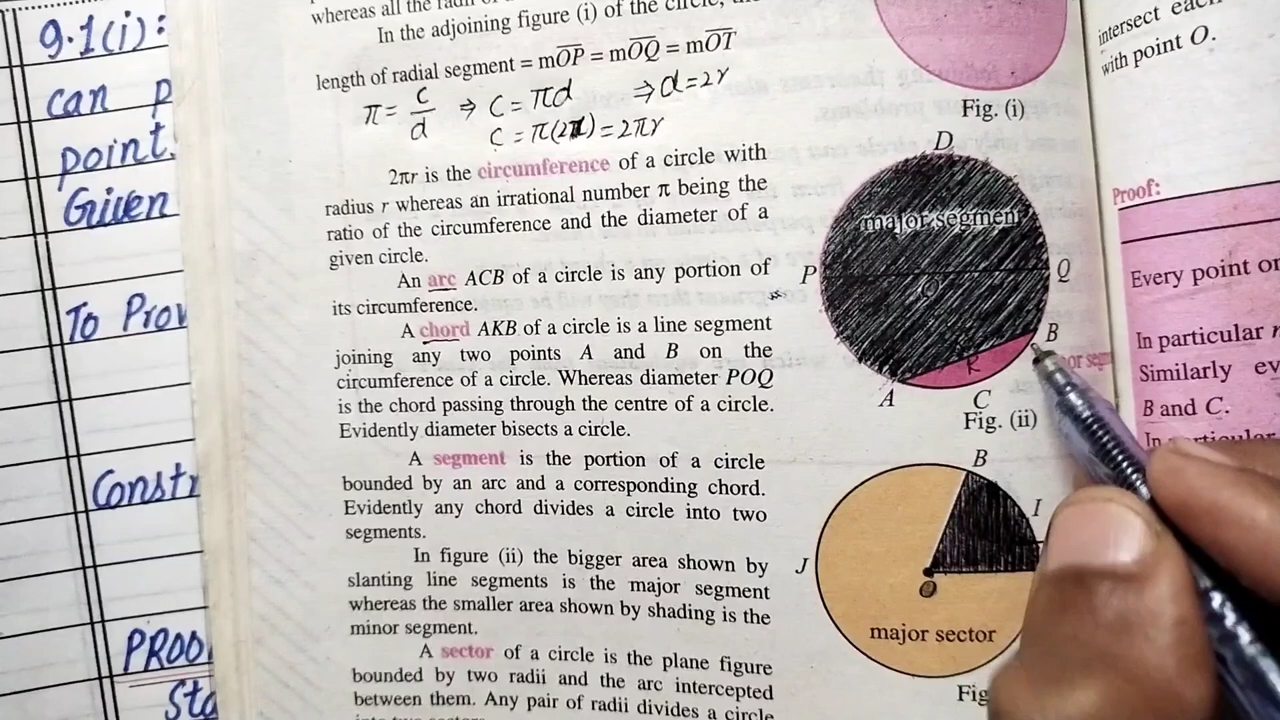 9.1(i):
can p
point.
Given
To Prov
Constr
PROO
Sta
whereas all the radii of
In the adjoining figure (i) of the circle, the
length of radial segment = mOP = mOQ = mOT
π = c/d ⇒ C = πd ⇒ d = 2r
C = π(2r) = 2πr
2πr is the circumference of a circle with
radius r whereas an irrational number π being the
ratio of the circumference and the diameter of a
given circle.
An arc ACB of a circle is any portion of
its circumference.
A chord AKB of a circle is a line segment
joining any two points A and B on the
circumference of a circle. Whereas diameter POQ
is the chord passing through the centre of a circle.
Evidently diameter bisects a circle.
A segment is the portion of a circle
bounded by an arc and a corresponding chord.
Evidently any chord divides a circle into two
segments.
In figure (ii) the bigger area shown by
slanting line segments is the major segment
whereas the smaller area shown by shading is the
minor segment.
A sector of a circle is the plane figure
bounded by two radii and the arc intercepted
between them. Any pair of radii divides a circle
into two sectors.
Fig. (i)
D
major segment
P
O
Q
B
K
or segm
A
C
Fig. (ii)
B
I
J
O
major sector
Fig
intersect each
with point O.
Proof:
Every point on
In particular
Similarly
B and C.
In particular